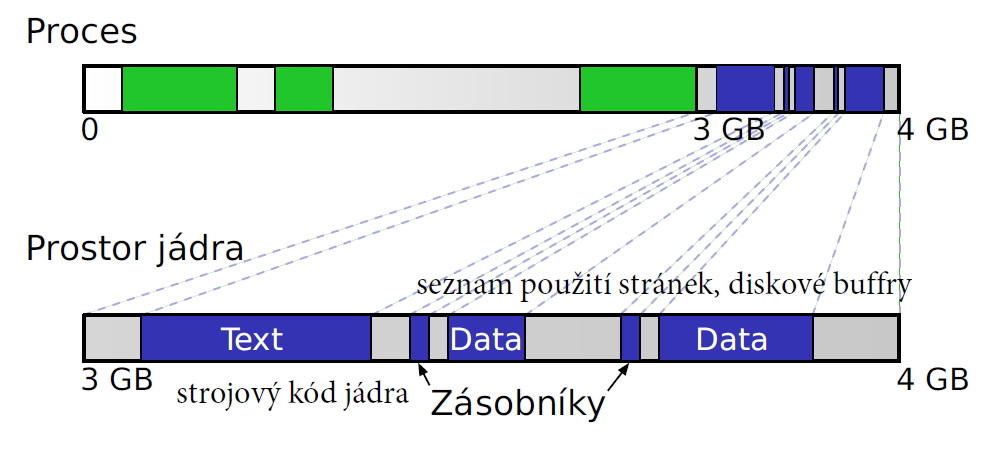 Proces
0
3 GB
4 GB
Prostor jádra
seznam použití stránek, diskové buffry
Text
Data
Data
3 GB
4 GB
strojový kód jádra
Zásobníky